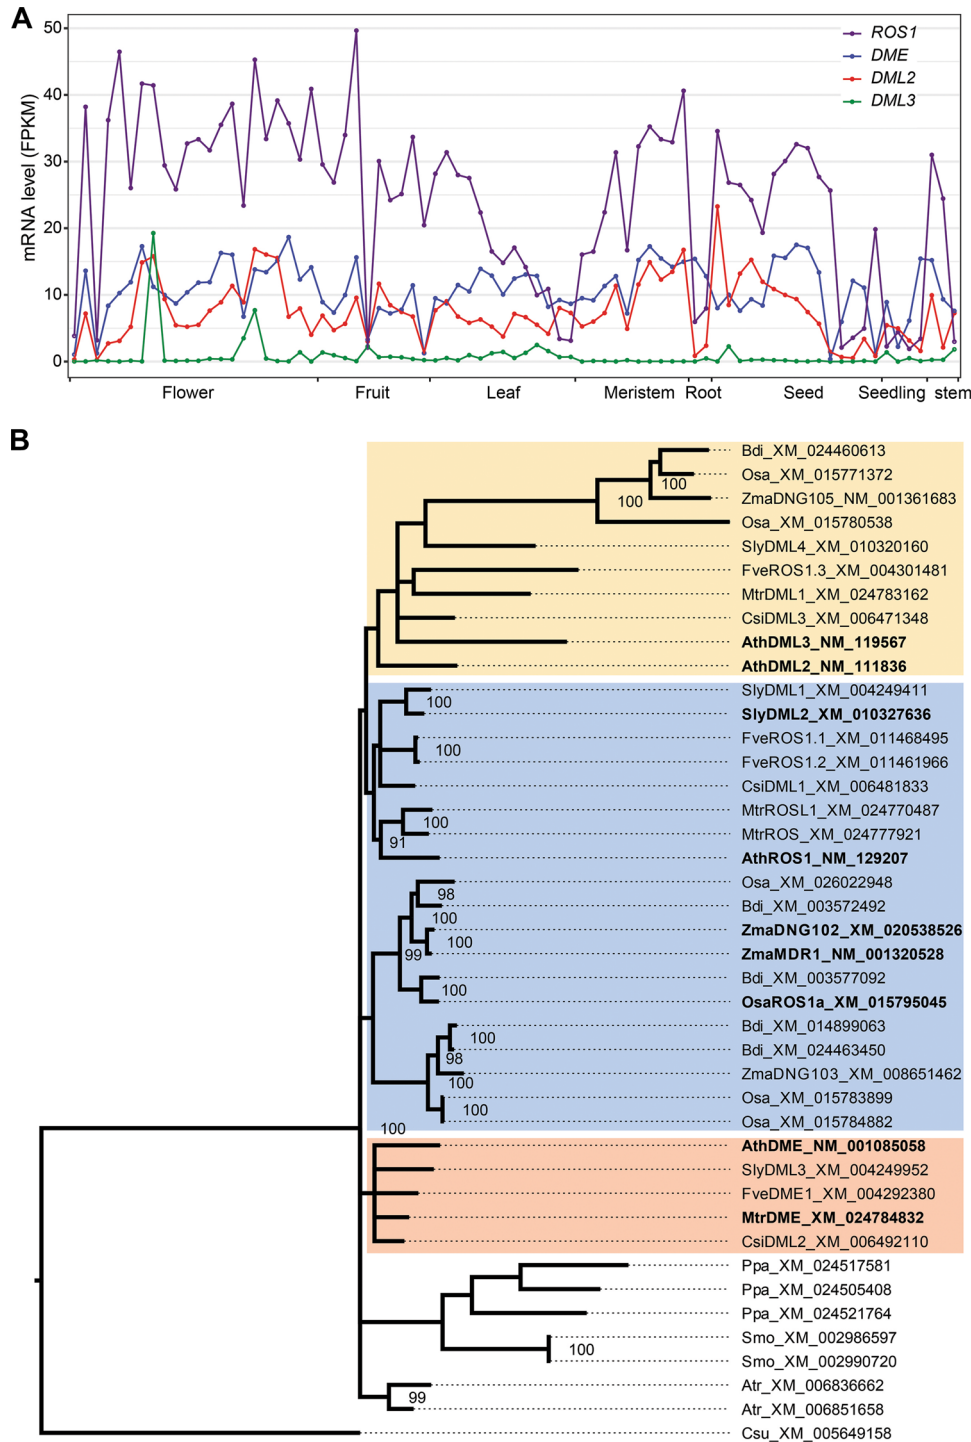 A
50
40
30
20
10
0
mRNA level (FPKM)
ROS1
DME
DML2
DML3
Flower Fruit Leaf Meristem Root Seed Seedling stem
B
Bdi_XM_024460613
Osa_XM_015771372
100
ZmaDNG105_NM_001361683
100
Osa_XM_015780538
SlyDML4_XM_010320160
FveROS1.3_XM_004301481
MtrDML1_XM_024783162
CsiDML3_XM_006471348
AthDML3_NM_119567
AthDML2_NM_111836
SlyDML1_XM_004249411
100
SlyDML2_XM_010327636
FveROS1.1_XM_011468495
100
FveROS1.2_XM_011461966
CsiDML1_XM_006481833
MtrROSL1_XM_024770487
100
MtrROS_XM_024777921
91
AthROS1_NM_129207
Osa_XM_026022948
98
Bdi_XM_003572492
100
ZmaDNG102_XM_020538526
100
ZmaMDR1_NM_001320528
99
Bdi_XM_003577092
100
OsaROS1a_XM_015795045
Bdi_XM_014899063
100
Bdi_XM_024463450
98
ZmaDNG103_XM_008651462
100
Osa_XM_015783899
100
Osa_XM_015784882
100
AthDME_NM_001085058
SlyDML3_XM_004249952
FveDME1_XM_004292380
MtrDME_XM_024784832
CsiDML2_XM_006492110
Ppa_XM_024517581
Ppa_XM_024505408
Ppa_XM_024521764
Smo_XM_002986597
100
Smo_XM_002990720
Atr_XM_006836662
99
Atr_XM_006851658
Csu_XM_005649158